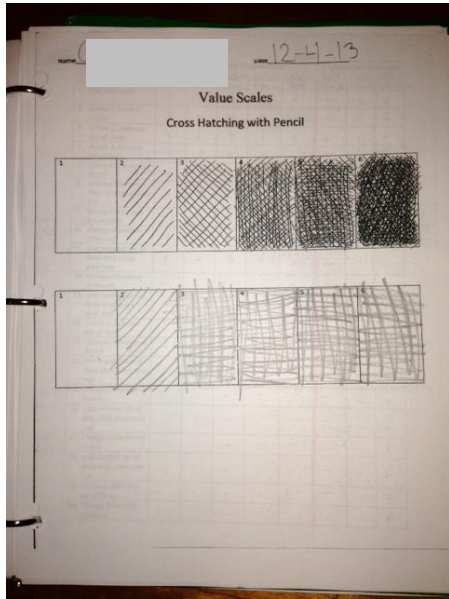 Name Date 12-4-13
Value Scales
Cross Hatching with Pencil
1 2 3 4 5 6
1 2 3 4 5 6